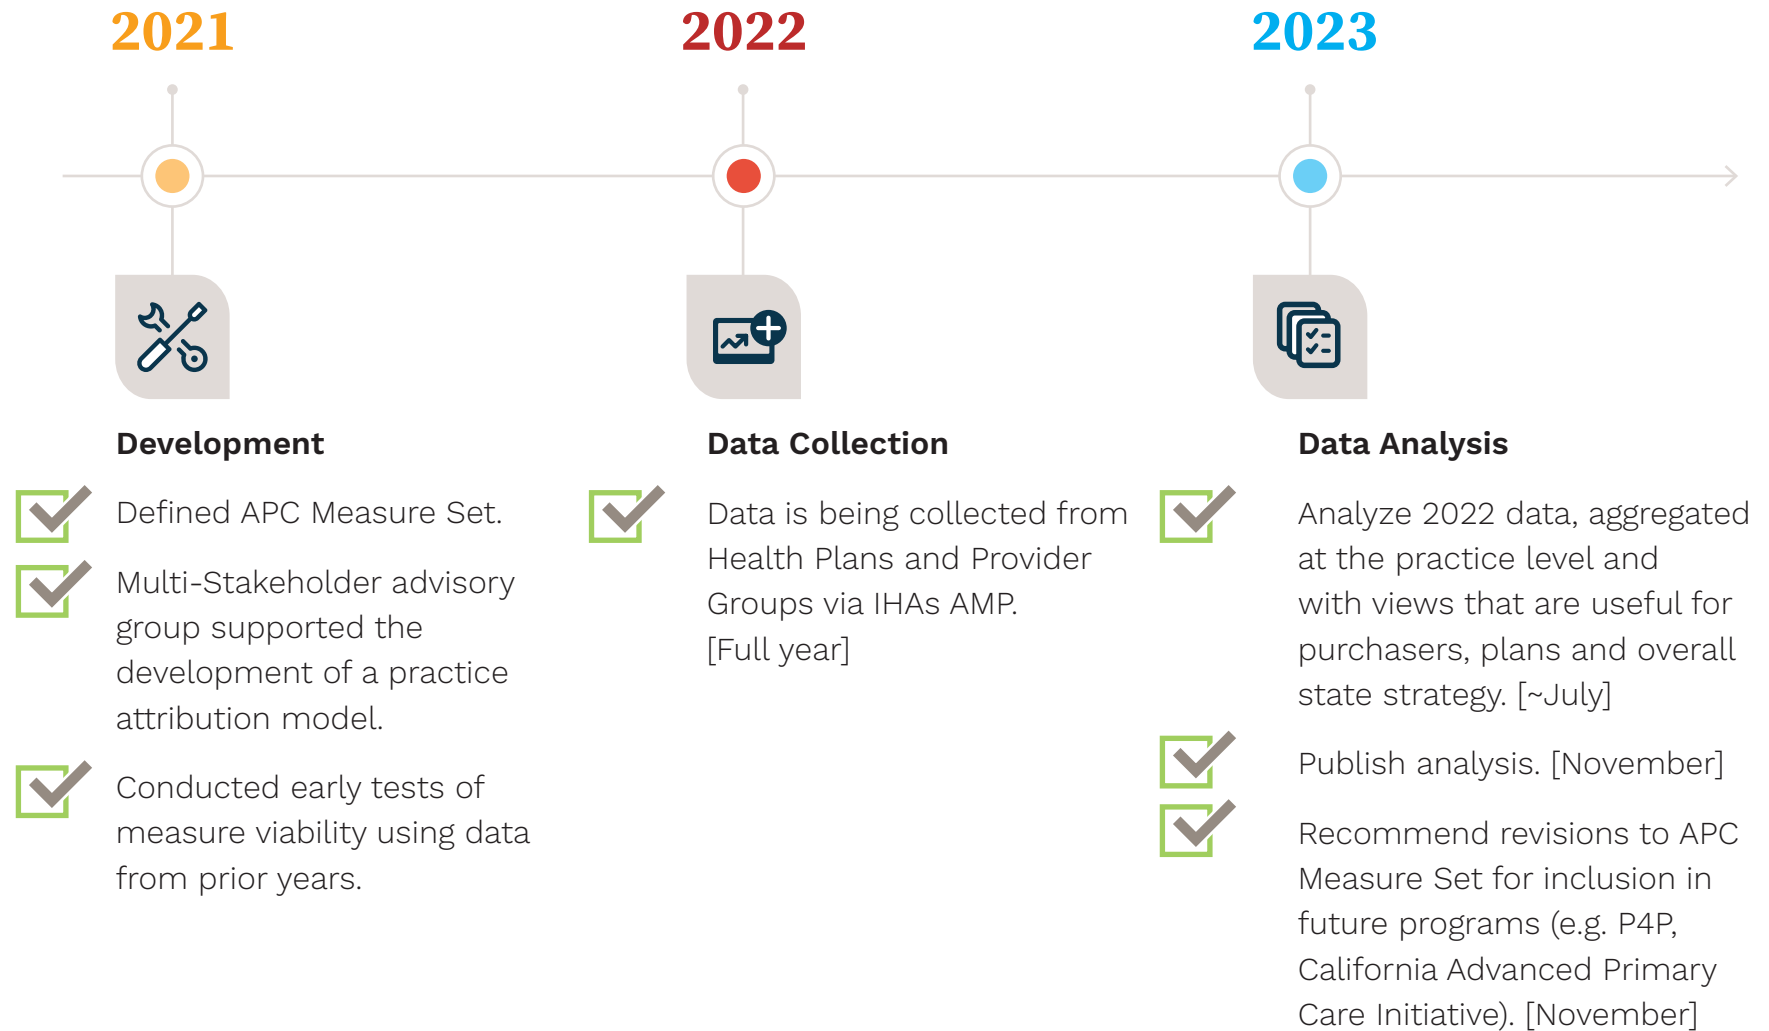 2021
2022
2023
Development
Defined APC Measure Set.
Multi-Stakeholder advisory
group supported the
development of a practice
attribution model.
Conducted early tests of
measure viability using data
from prior years.
Data Collection
Data is being collected from
Health Plans and Provider
Groups via IHAs AMP.
[Full year]
Data Analysis
Analyze 2022 data, aggregated
at the practice level and
with views that are useful for
purchasers, plans and overall
state strategy. [~July]
Publish analysis. [November]
Recommend revisions to APC
Measure Set for inclusion in
future programs (e.g. P4P,
California Advanced Primary
Care Initiative). [November]